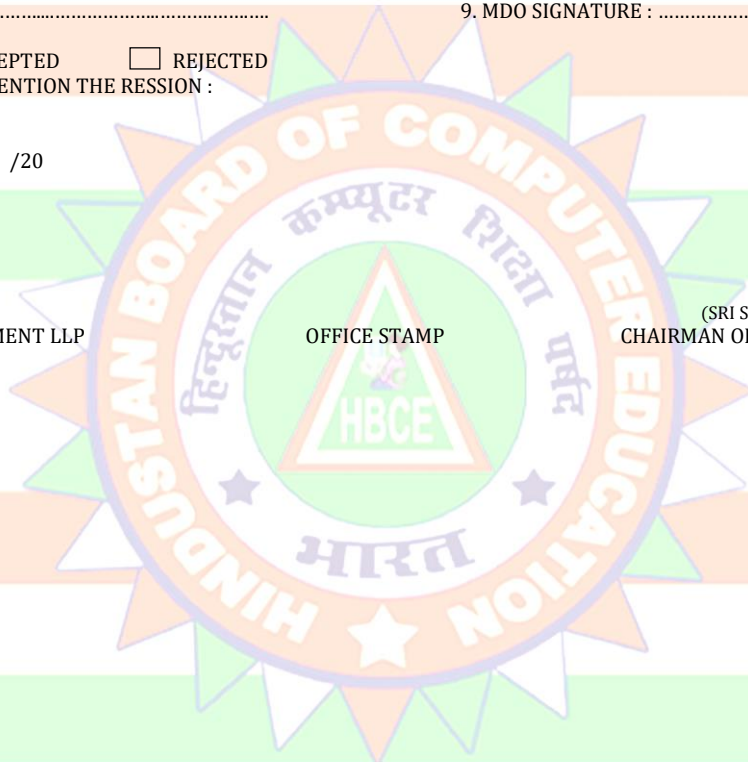 ………………………………………… 9. MDO SIGNATURE : ………………
EPTED REJECTED
ENTION THE RESSION :
/20
HINDUSTAN BOARD OF COMPUTER EDUCATION
हिन्दूस्तान कम्प्यूटर शिक्षा पर्षद
(SRI S
MENT LLP OFFICE STAMP CHAIRMAN O
HBCE
भारत